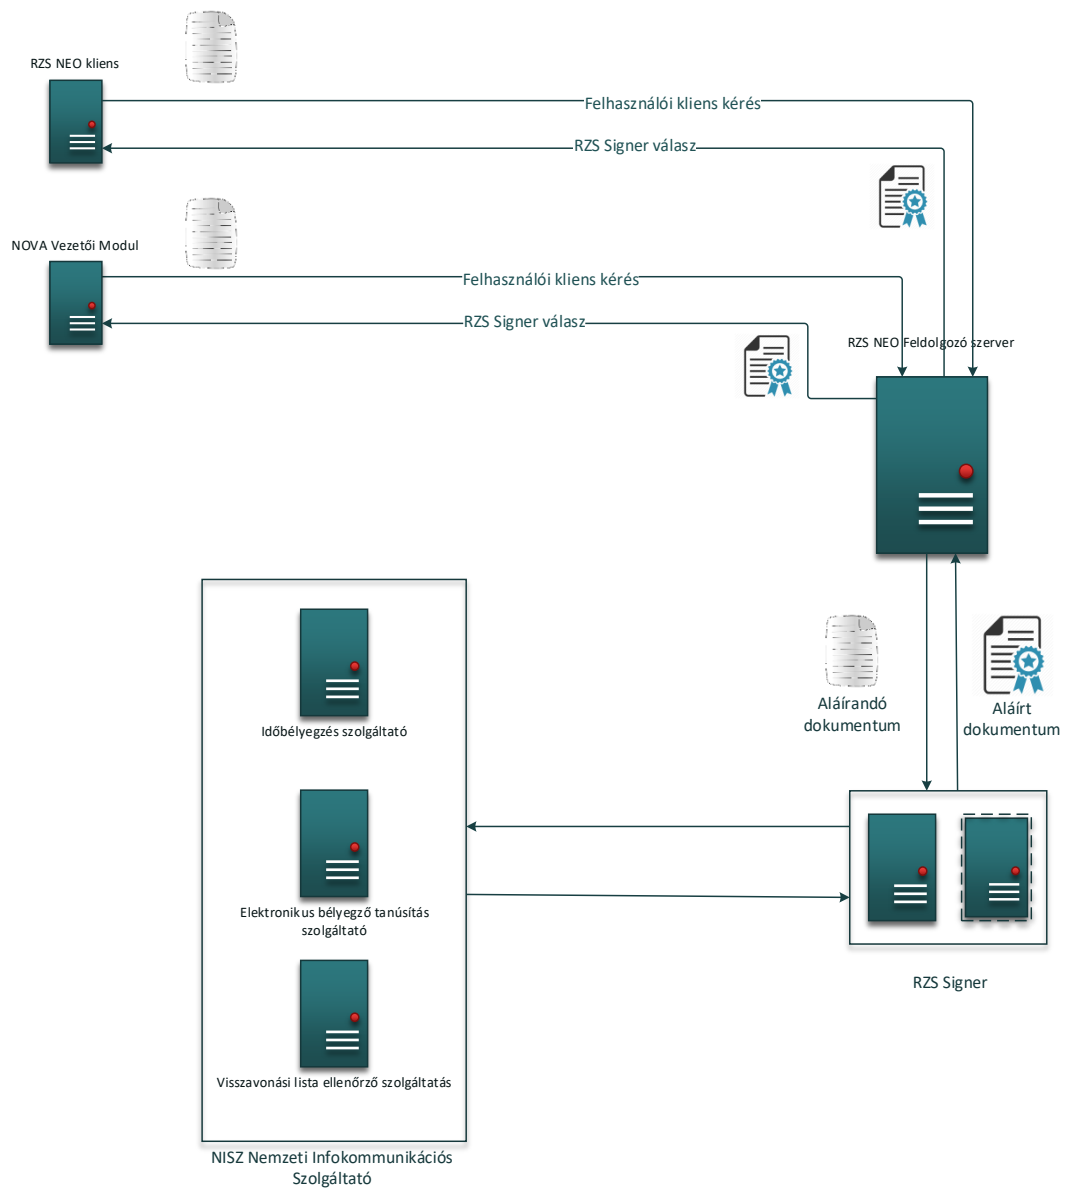 RZS NEO kliens
Felhasználói kliens kérés
RZS Signer válasz
NOVA Vezetői Modul
Felhasználói kliens kérés
RZS Signer válasz
RZS NEO Feldolgozó szerver
Aláírandó
dokumentum
Aláírt
dokumentum
Időbélyegzés szolgáltató
Elektronikus bélyegző tanúsítás
szolgáltató
Visszavonási lista ellenőrző szolgáltatás
RZS Signer
NISZ Nemzeti Infokommunikációs
Szolgáltató